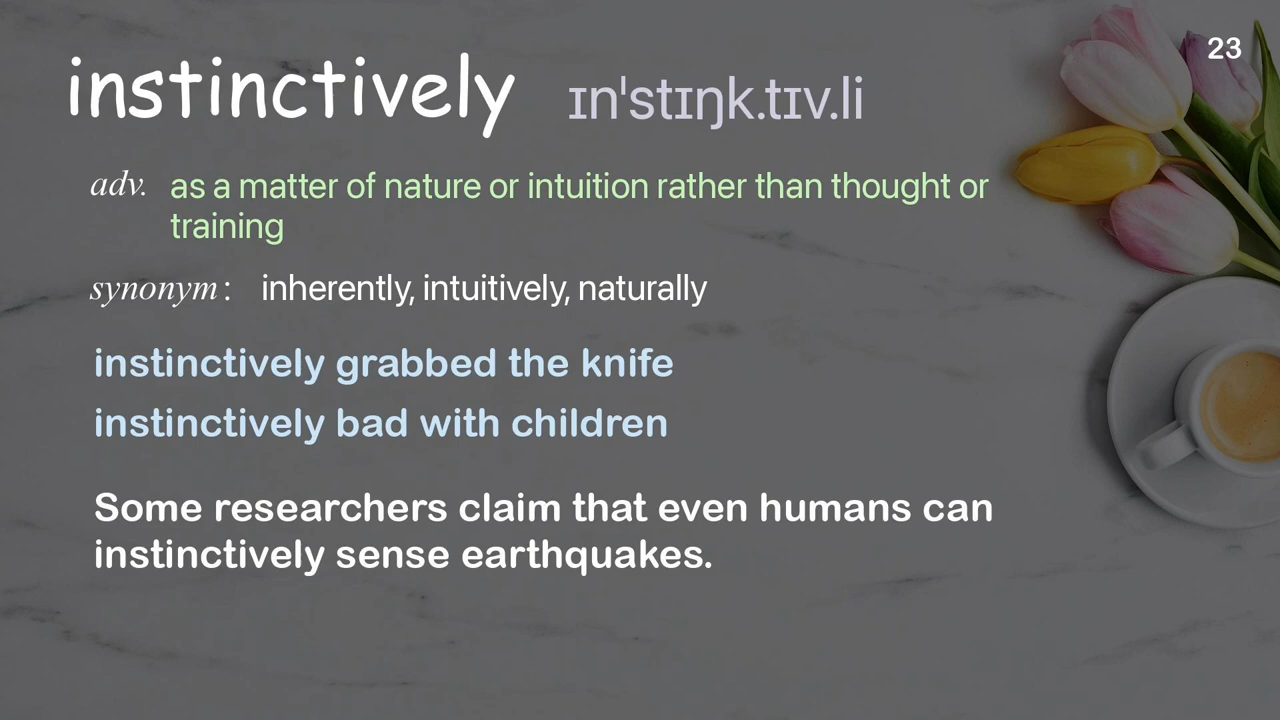 23
instinctively ɪnˈstɪŋk.tɪv.li
adv. as a matter of nature or intuition rather than thought or
training
synonym: inherently, intuitively, naturally
instinctively grabbed the knife
instinctively bad with children
Some researchers claim that even humans can
instinctively sense earthquakes.